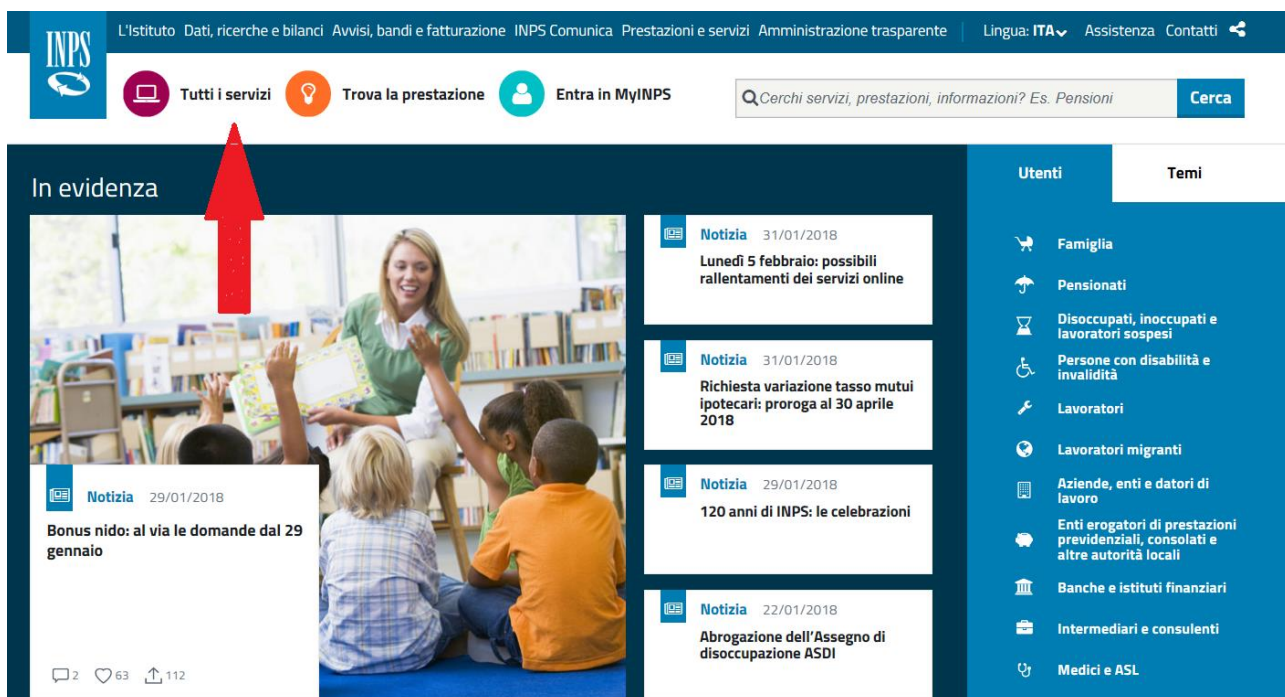 L'Istituto Dati, ricerche e bilanci Avvisi, bandi e fatturazione INPS Comunica Prestazioni e servizi Amministrazione trasparente Lingua: ITA Assistenza Contatti
INPS
Tutti i servizi Trova la prestazione Entra in MyINPS Cerchi servizi, prestazioni, informazioni? Es. Pensioni Cerca
In evidenza
Notizia 29/01/2018
Bonus nido: al via le domande dal 29
gennaio
2 63 112
Notizia 31/01/2018
Lunedì 5 febbraio: possibili
rallentamenti dei servizi online
Notizia 31/01/2018
Richiesta variazione tasso mutui
ipotecari: proroga al 30 aprile
2018
Notizia 29/01/2018
120 anni di INPS: le celebrazioni
Notizia 22/01/2018
Abrogazione dell'Assegno di
disoccupazione ASDI
Utenti Temi
Famiglia
Pensionati
Disoccupati, inoccupati e
lavoratori sospesi
Persone con disabilità e
invalidità
Lavoratori
Lavoratori migranti
Aziende, enti e datori di
lavoro
Enti erogatori di prestazioni
previdenziali, consolati e
altre autorità locali
Banche e istituti finanziari
Intermediari e consulenti
Medici e ASL